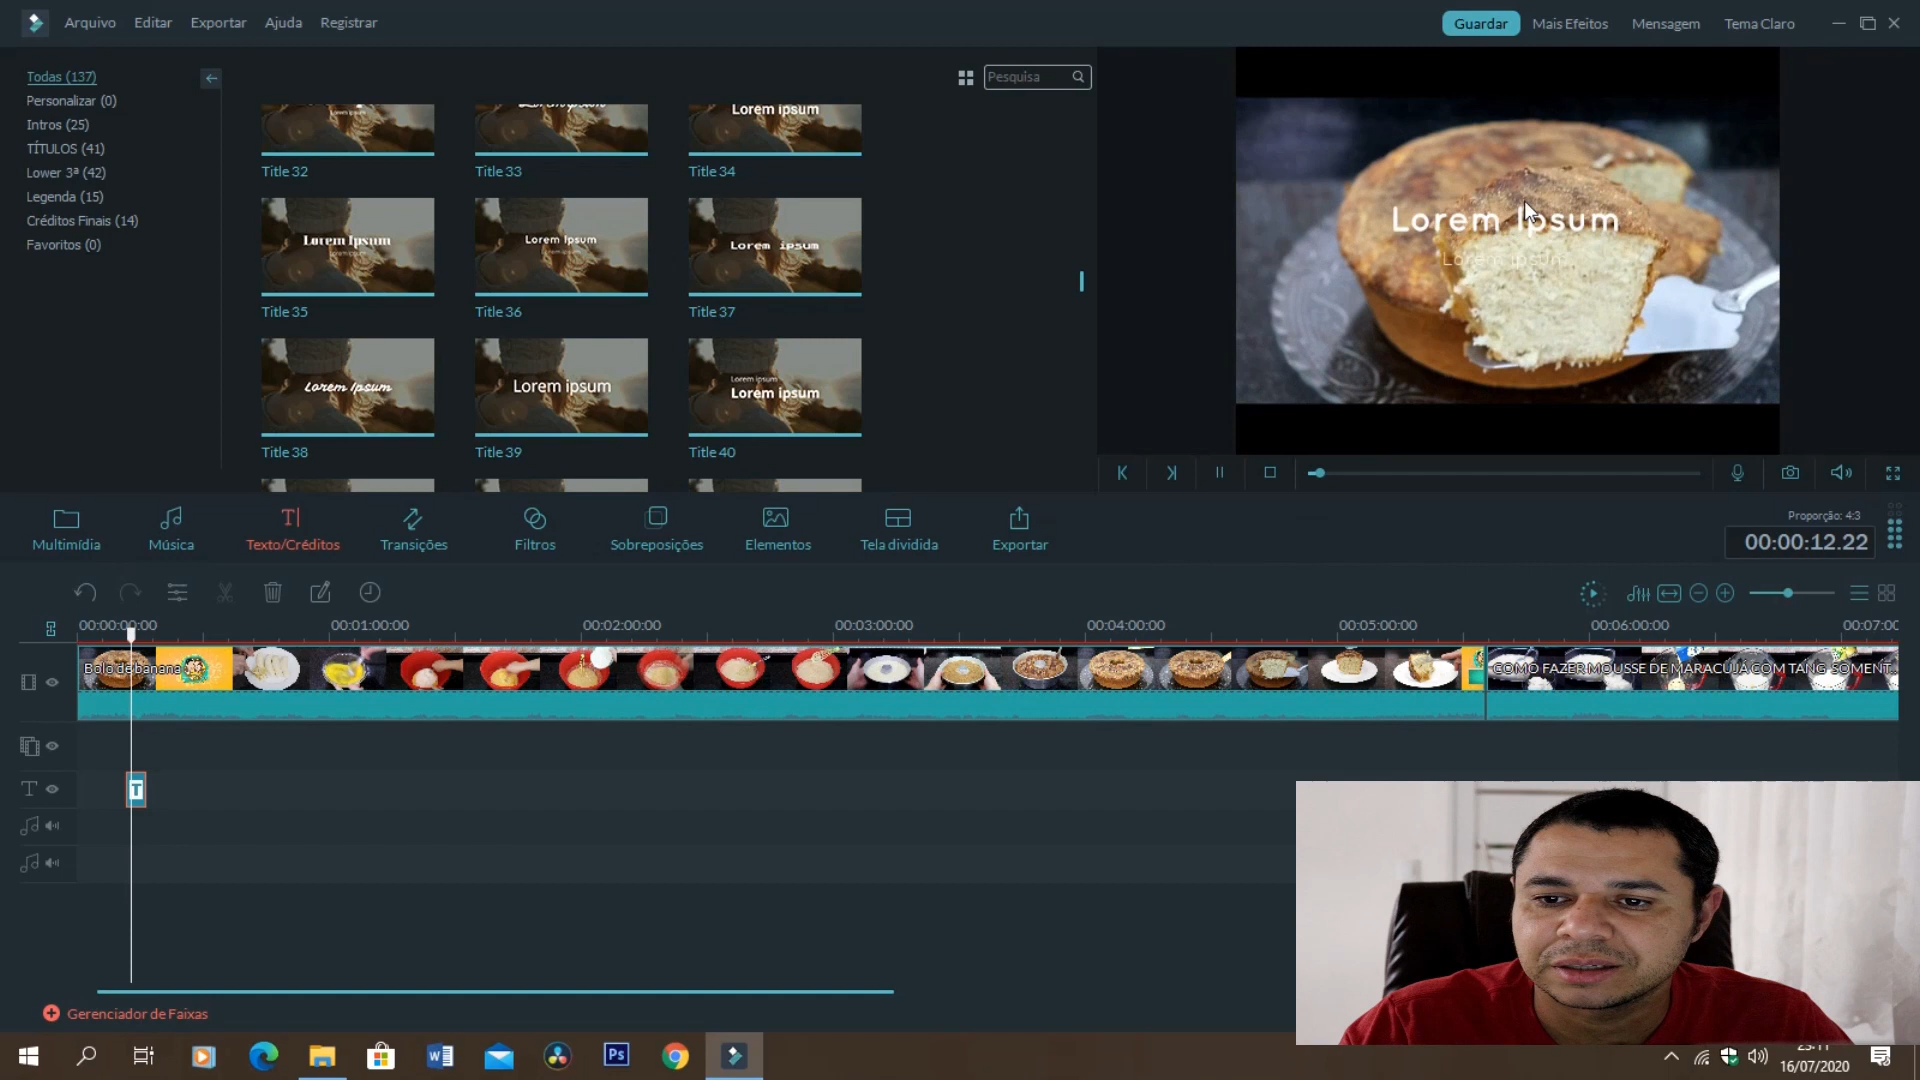 Arquivo Editar Exportar Ajuda Registrar
Guardar Mais Efeitos Mensagem Tema Claro
Todas (137)
Personalizar (0)
Intros (25)
TÍTULOS (41)
Lower 3ª (42)
Legenda (15)
Créditos Finais (14)
Favoritos (0)
Pesquisa
Lorem ipsum
Title 32 Title 33 Title 34
Lorem Ipsum Lorem Ipsum Lorem ipsum
Title 35 Title 36 Title 37
Lorem Ipsum Lorem ipsum Lorem ipsum
Lorem ipsum
Title 38 Title 39 Title 40
Lorem Ipsum
Lorem ipsum
Multimídia Música Texto/Créditos Transições Filtros Sobreposições Elementos Tela dividida Exportar
Proporção: 4:3
00:00:12.22
00:00:00:00 00:01:00:00 00:02:00:00 00:03:00:00 00:04:00:00 00:05:00:00 00:06:00:00
Bolo de banana
COMO FAZER MOUSSE DE MARACUJÁ COM TANG SOMENT...
T
Gerenciador de Faixas
W
Ps
16/07/2020